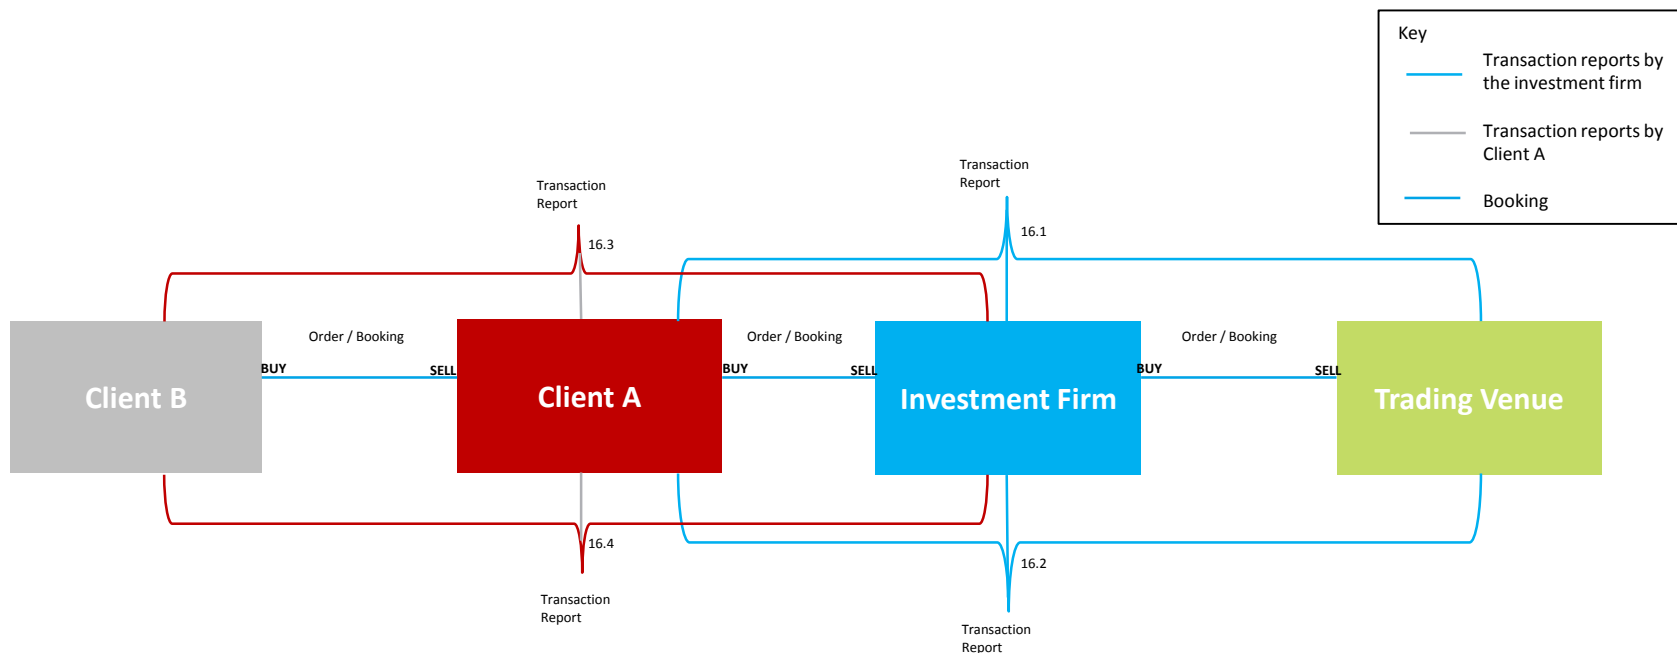 Key
Transaction reports by
the investment firm
Transaction reports by
Client A
Booking
Transaction
Report
16.1
Transaction
Report
16.3
Order / Booking
Order / Booking
Order / Booking
BUY
SELL
BUY
SELL
BUY
SELL
Client B
Client A
Investment Firm
Trading Venue
16.4
Transaction
Report
16.2
Transaction
Report